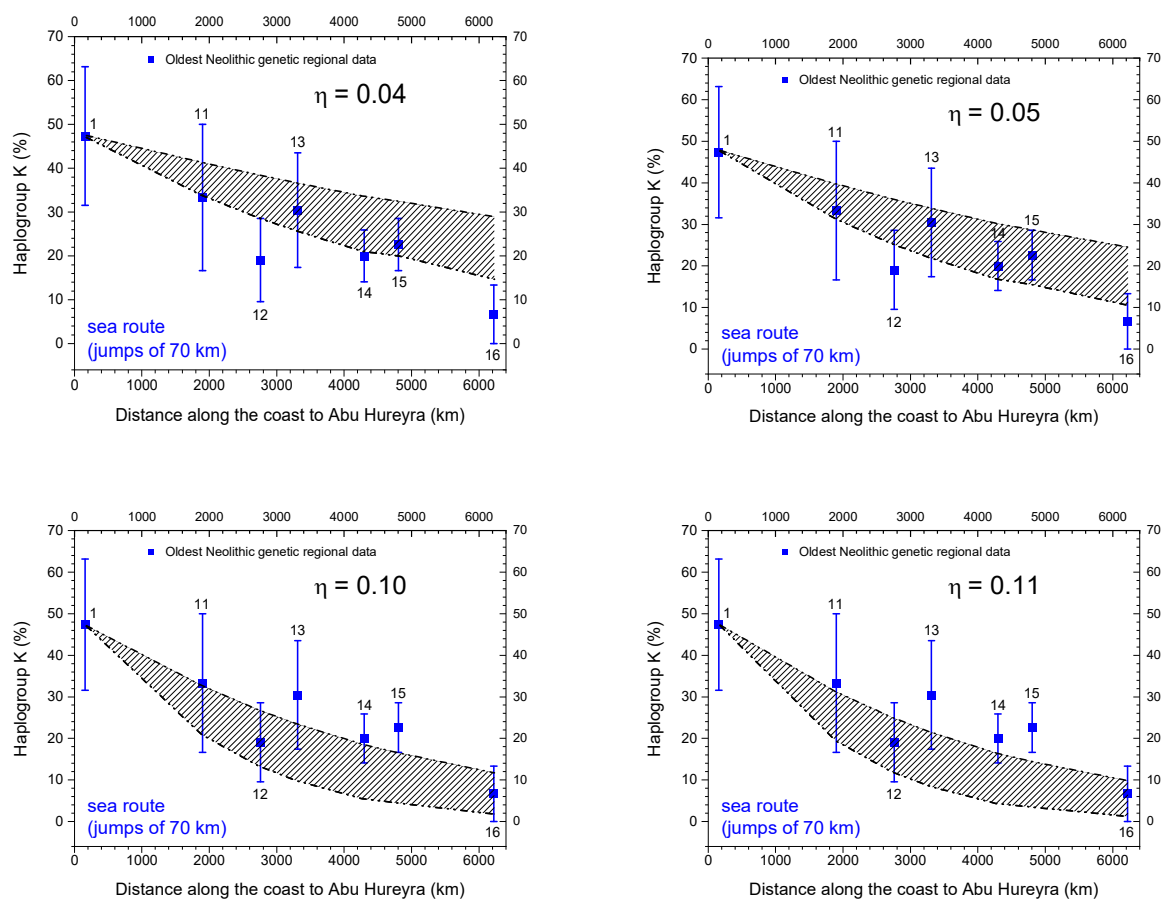 0 1000 2000 3000 4000 5000 6000
70 70
Oldest Neolithic genetic regional data
η = 0.04
60 60
50 50
40 40
30 30
20 20
10 10
0 0
1
11
12
13
14
15
16
Haplogroup K (%)
sea route
(jumps of 70 km)
0 1000 2000 3000 4000 5000 6000
Distance along the coast to Abu Hureyra (km)
0 1000 2000 3000 4000 5000 6000
70 70
Oldest Neolithic genetic regional data
η = 0.05
60 60
50 50
40 40
30 30
20 20
10 10
0 0
1
11
12
13
14
15
16
Haplogroup K (%)
sea route
(jumps of 70 km)
0 1000 2000 3000 4000 5000 6000
Distance along the coast to Abu Hureyra (km)
0 1000 2000 3000 4000 5000 6000
70 70
Oldest Neolithic genetic regional data
η = 0.10
60 60
50 50
40 40
30 30
20 20
10 10
0 0
1
11
12
13
14
15
16
Haplogroup K (%)
sea route
(jumps of 70 km)
0 1000 2000 3000 4000 5000 6000
Distance along the coast to Abu Hureyra (km)
0 1000 2000 3000 4000 5000 6000
70 70
Oldest Neolithic genetic regional data
η = 0.11
60 60
50 50
40 40
30 30
20 20
10 10
0 0
1
11
12
13
14
15
16
Haplogroup K (%)
sea route
(jumps of 70 km)
0 1000 2000 3000 4000 5000 6000
Distance along the coast to Abu Hureyra (km)